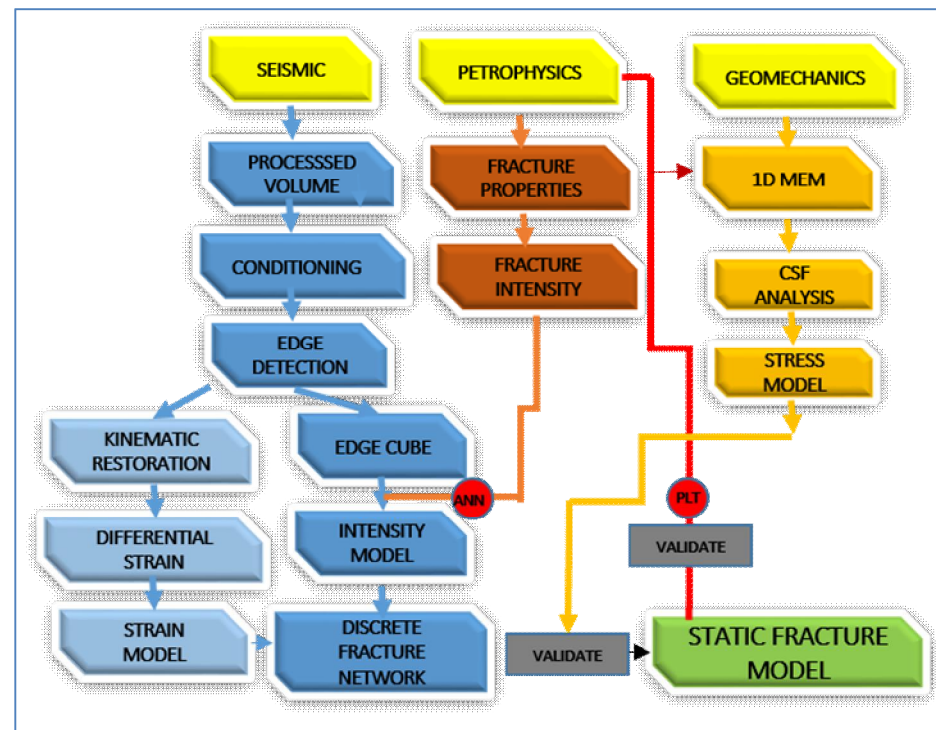 SEISMIC
PETROPHYSICS
GEOMECHANICS
PROCESSSED
VOLUME
FRACTURE
PROPERTIES
1D MEM
CONDITIONING
FRACTURE
INTENSITY
CSF
ANALYSIS
EDGE
DETECTION
STRESS
MODEL
KINEMATIC
RESTORATION
EDGE CUBE
ANN
PLT
DIFFERENTIAL
STRAIN
INTENSITY
MODEL
VALIDATE
STRAIN
MODEL
DISCRETE
FRACTURE
NETWORK
VALIDATE
STATIC FRACTURE
MODEL